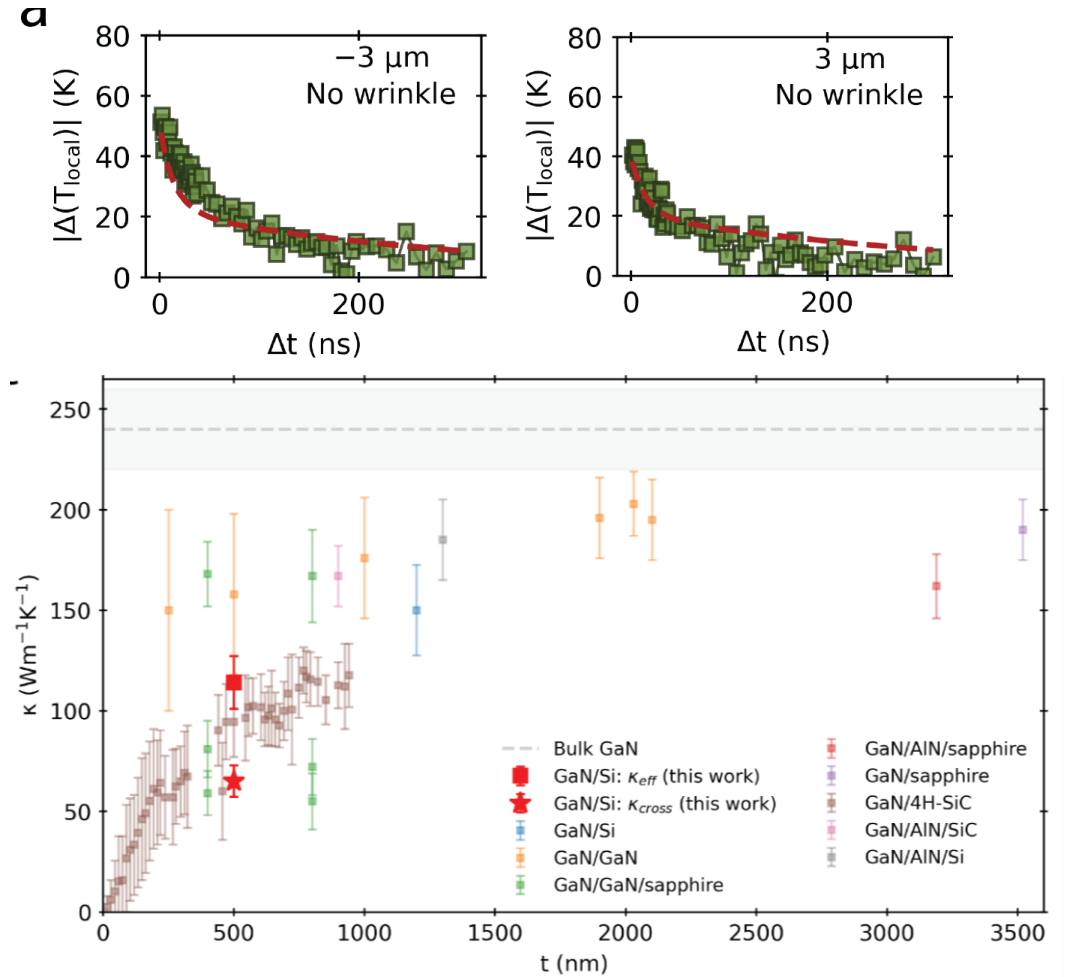 a
80
60
40
20
0
|Δ(T_local)| (K)
−3 μm
No wrinkle
0
200
Δt (ns)
80
60
40
20
0
|Δ(T_local)| (K)
3 μm
No wrinkle
0
200
Δt (ns)
250
200
150
100
50
0
κ (Wm⁻¹K⁻¹)
Bulk GaN
GaN/Si: κ_eff (this work)
GaN/Si: κ_cross (this work)
GaN/Si
GaN/GaN
GaN/GaN/sapphire
GaN/AlN/sapphire
GaN/sapphire
GaN/4H-SiC
GaN/AlN/SiC
GaN/AlN/Si
0
500
1000
1500
2000
2500
3000
3500
t (nm)